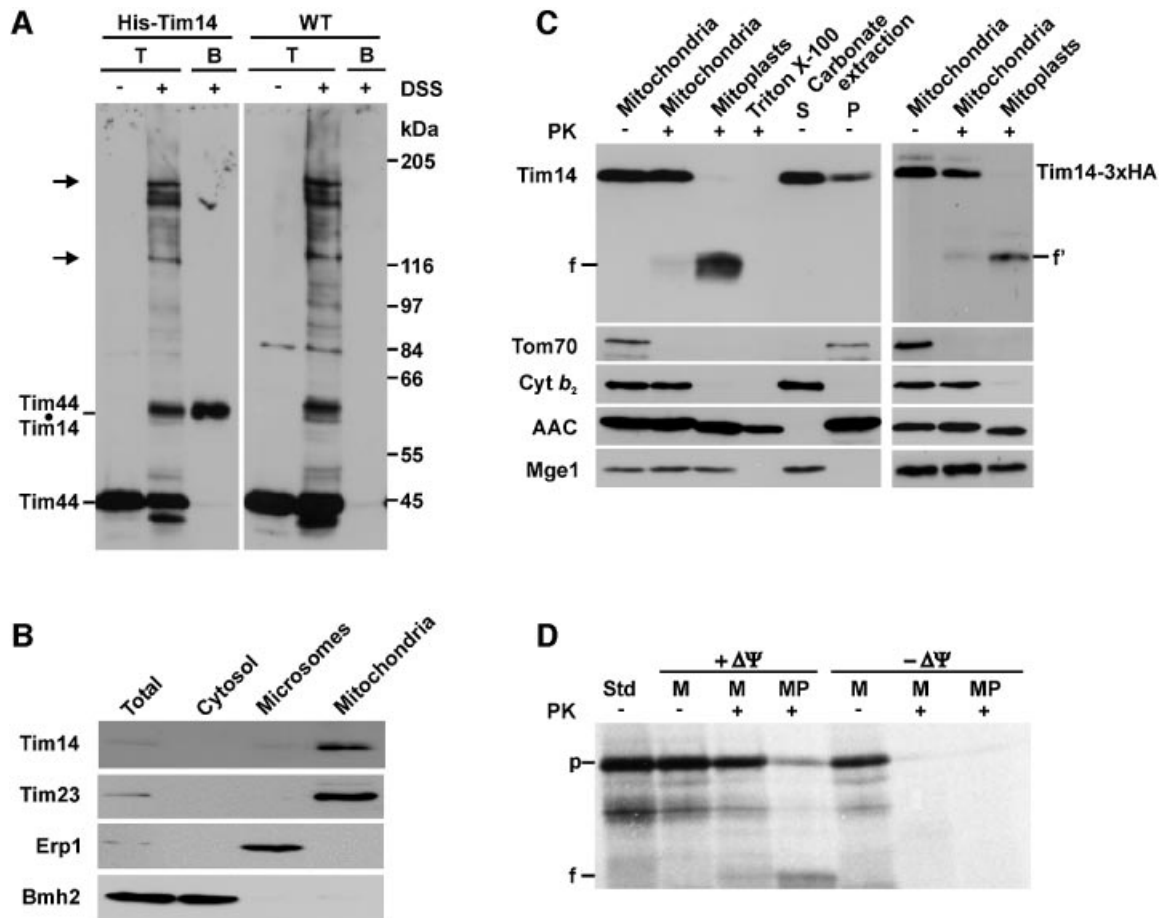 A
His-Tim14 WT
T B T B
- + + - + + DSS
kDa
205
116
97
84
66
55
45
Tim44
Tim14
Tim44
B
Total Cytosol Microsomes Mitochondria
Tim14
Tim23
Erp1
Bmh2
C
Mitochondria Mitochondria Mitoplasts Triton X-100 Carbonate extraction Mitochondria Mitochondria Mitoplasts
S P
PK - + + + - - - + +
Tim14 Tim14-3xHA
f f'
Tom70
Cyt b₂
AAC
Mge1
D
+ΔΨ -ΔΨ
Std M M MP M M MP
PK - - + + - + +
p
f